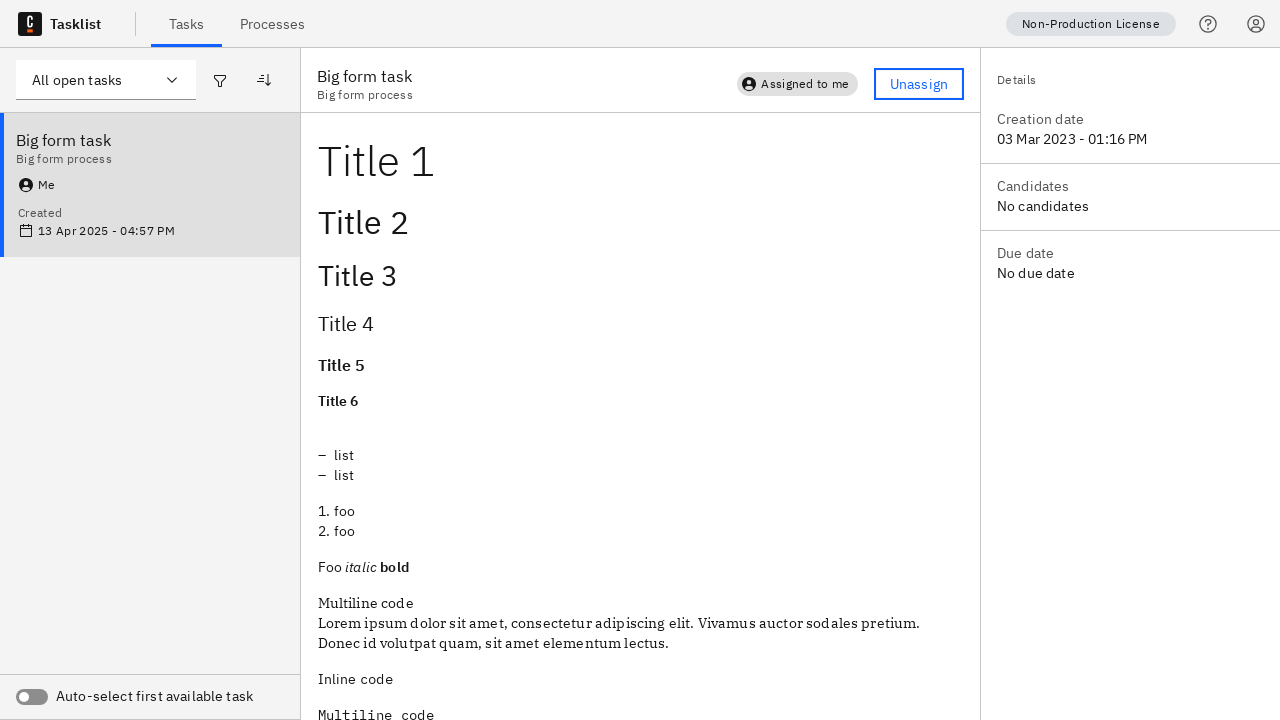 Tasklist
Tasks
Processes
Non-Production License
All open tasks
Big form task
Big form process
Me
Created
13 Apr 2025 - 04:57 PM
Auto-select first available task
Big form task
Big form process
Assigned to me
Unassign
Title 1
Title 2
Title 3
Title 4
Title 5
Title 6
– list
– list
1. foo
2. foo
Foo italic bold
Multiline code
Lorem ipsum dolor sit amet, consectetur adipiscing elit. Vivamus auctor sodales pretium.
Donec id volutpat quam, sit amet elementum lectus.
Inline code
Multiline code
Details
Creation date
03 Mar 2023 - 01:16 PM
Candidates
No candidates
Due date
No due date